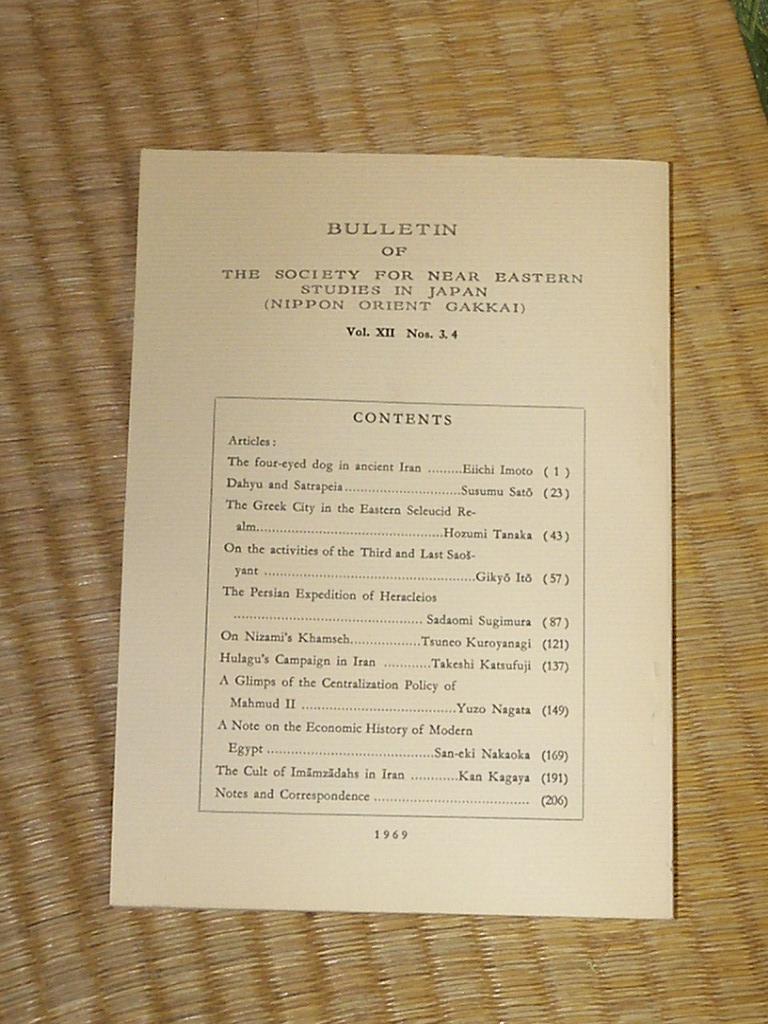 BULLETIN
OF
THE SOCIETY FOR NEAR EASTERN
STUDIES IN JAPAN
(NIPPON ORIENT GAKKAI)
Vol. XII Nos. 3, 4
CONTENTS
Articles:
The four-eyed dog in ancient Iran .........Eiichi Imoto ( 1 )
Dahyu and Satrapeia..............................Susumu Satō (23)
The Greek City in the Eastern Seleucid Re-
alm................................................Hozumi Tanaka (43)
On the activities of the Third and Last Saoš-
yant .......................................................Gikyō Itō (57)
The Persian Expedition of Heracleios
................................................. Sadaomi Sugimura (87)
On Nizami's Khamseh..................Tsuneo Kuroyanagi (121)
Hulagu's Campaign in Iran ............Takeshi Katsufuji (137)
A Glimps of the Centralization Policy of
Mahmud II ........................................Yuzo Nagata (149)
A Note on the Economic History of Modern
Egypt ...........................................San-eki Nakaoka (169)
The Cult of Imāmzādahs in Iran ............Kan Kagaya (191)
Notes and Correspondence ........................................ (206)
1969